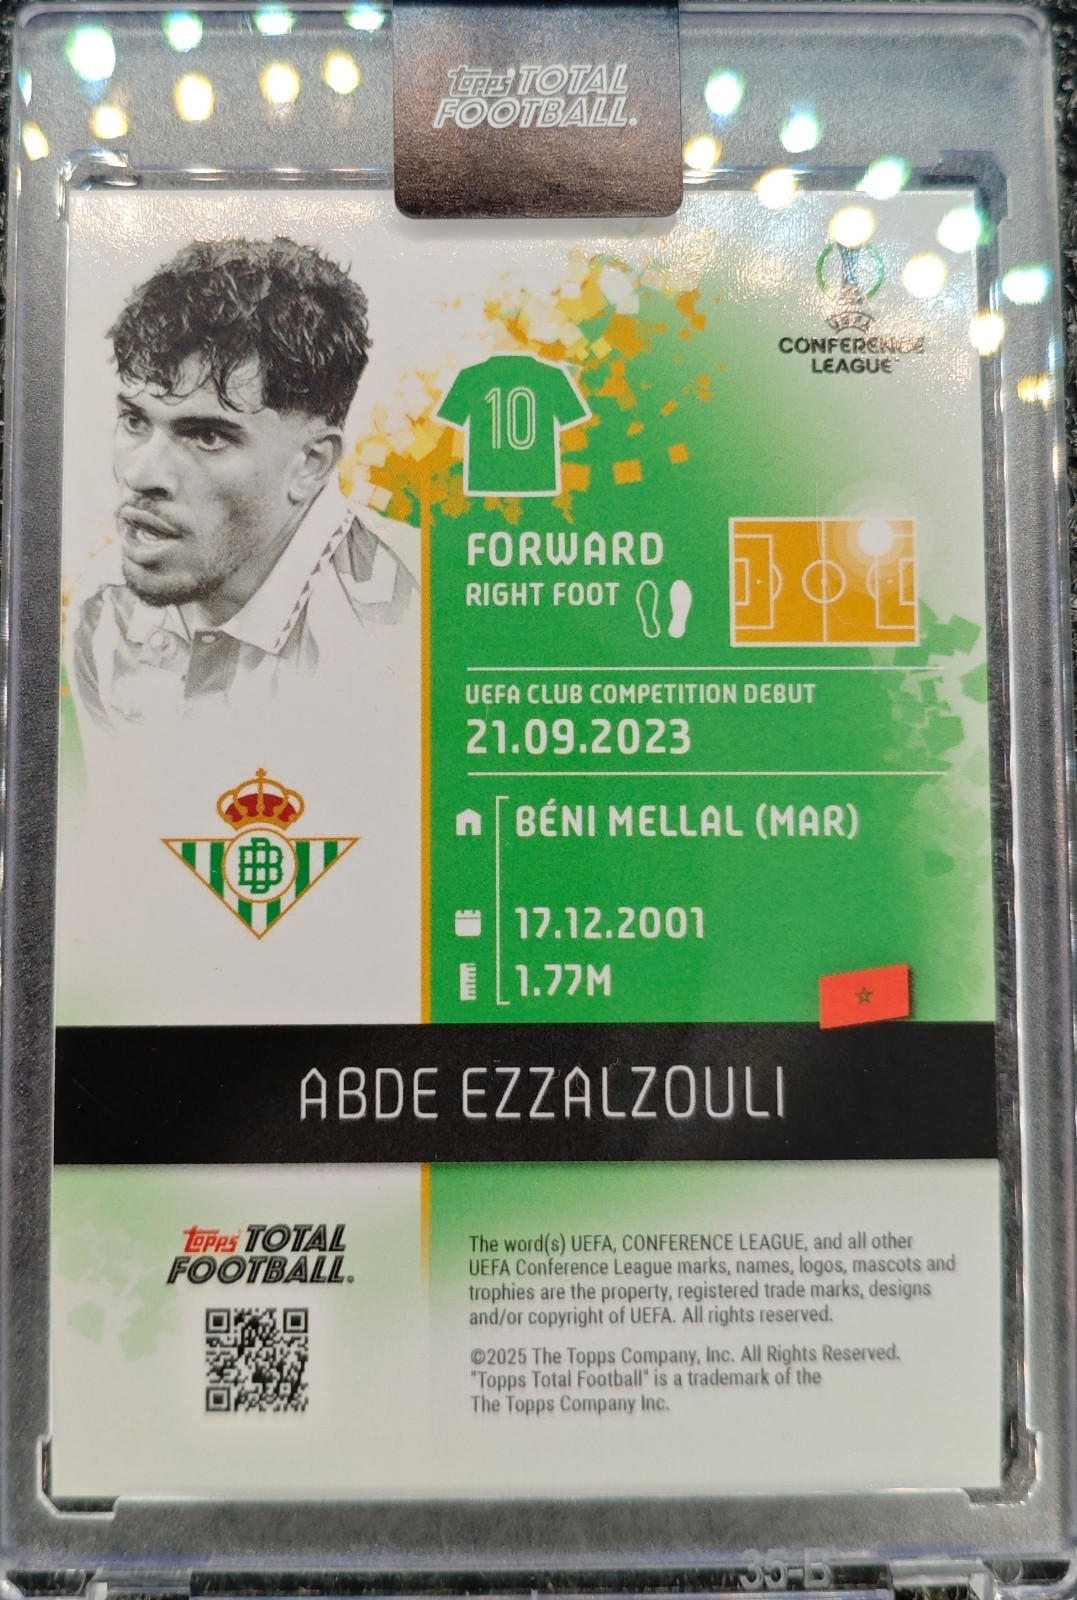 topps TOTAL
FOOTBALL.
UEFA
CONFERENCE
LEAGUE
10
FORWARD
RIGHT FOOT
UEFA CLUB COMPETITION DEBUT
21.09.2023
BÉNI MELLAL (MAR)
17.12.2001
1.77M
ABDE EZZALZOULI
topps TOTAL
FOOTBALL.
The word(s) UEFA, CONFERENCE LEAGUE, and all other
UEFA Conference League marks, names, logos, mascots and
trophies are the property, registered trade marks, designs
and/or copyright of UEFA. All rights reserved.
©2025 The Topps Company, Inc. All Rights Reserved.
"Topps Total Football" is a trademark of the
The Topps Company Inc.
35-B